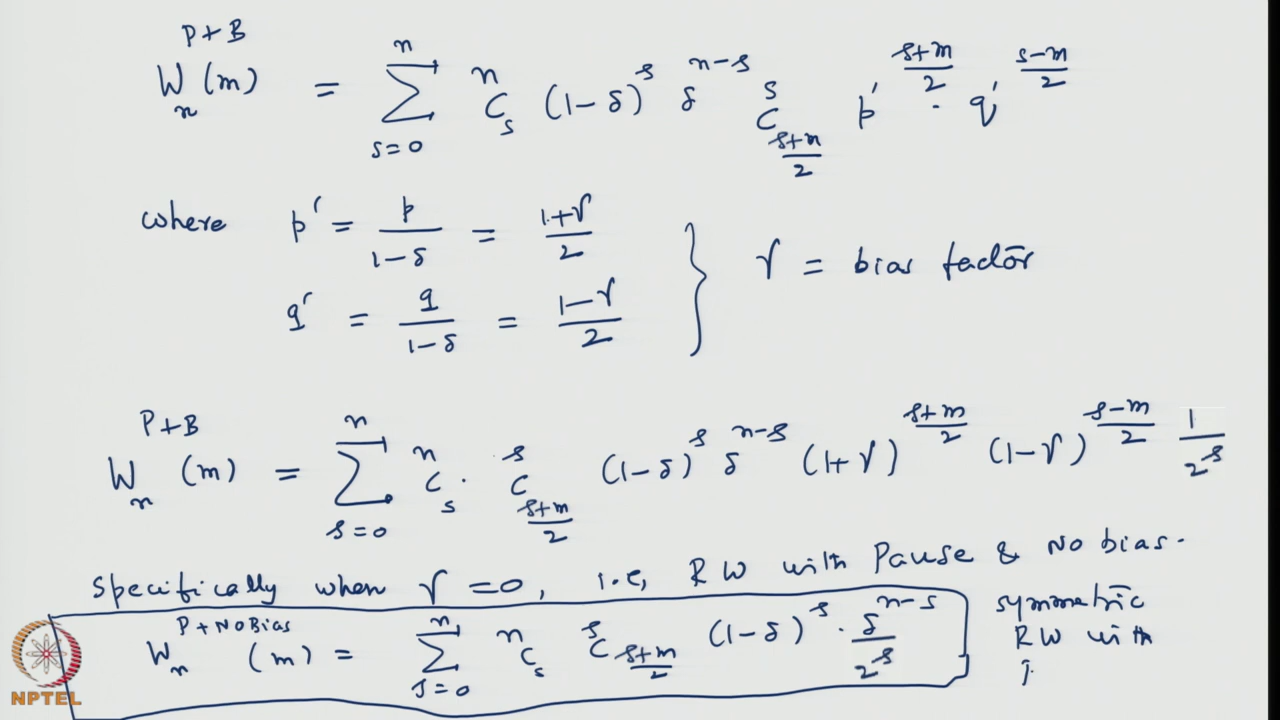 P+B
W_n(m) = Σ_{s=0}^{n} ^nC_s (1-δ)^s δ^{n-s} ^sC_{(s+n)/2} p'^{(s+m)/2} · q'^{(s-m)/2}
where p' = p/(1-δ) = (1+γ)/2
q' = q/(1-δ) = (1-γ)/2 } γ = bias factor
P+B
W_n(m) = Σ_{s=0}^{n} ^nC_s · ^sC_{(s+m)/2} (1-δ)^s δ^{n-s} (1+γ)^{(s+m)/2} (1-γ)^{(s-m)/2} 1/2^s
Specifically when γ=0, i.e, RW with Pause & No bias.
P+NoBias
W_n(m) = Σ_{s=0}^{n} ^nC_s ^sC_{(s+m)/2} (1-δ)^s · δ^{n-s}/2^s
symmetric
RW with
NPTEL